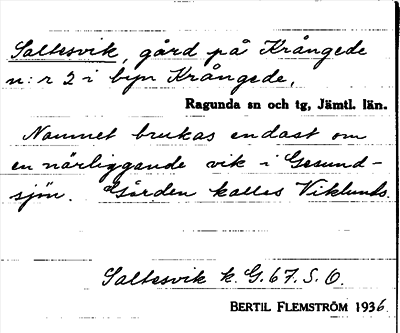 Saltesvik, gård på Krångede
n:r 2 i byn Krångede,
Ragunda sn och tg, Jämtl. län.
Namnet brukas endast om
en närliggande vik i Gesund-
sjön. Gården kallas Viklunds.
Saltesvik k. G. 67. S. O.
BERTIL FLEMSTRÖM 1936.